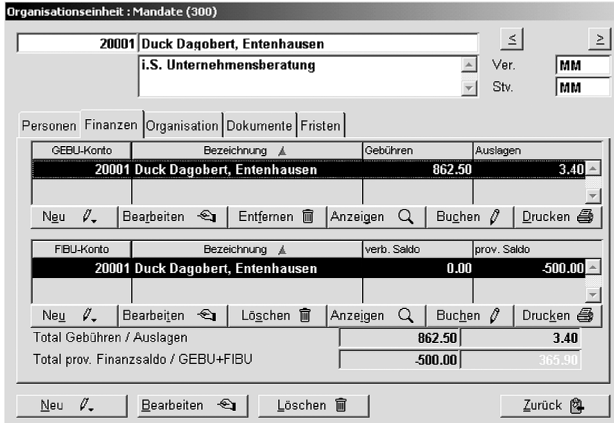 Organisationseinheit : Mandate (300)
20001 Duck Dagobert, Entenhausen ≤ ≥
i.S. Unternehmensberatung Ver. MM
Stv. MM
Personen Finanzen Organisation Dokumente Fristen
GEBU-Konto Bezeichnung Gebühren Auslagen
20001 Duck Dagobert, Entenhausen 862.50 3.40
Neu Bearbeiten Entfernen Anzeigen Buchen Drucken
FIBU-Konto Bezeichnung verb. Saldo prov. Saldo
20001 Duck Dagobert, Entenhausen 0.00 -500.00
Neu Bearbeiten Löschen Anzeigen Buchen Drucken
Total Gebühren / Auslagen 862.50 3.40
Total prov. Finanzsaldo / GEBU+FIBU -500.00 365.90
Neu Bearbeiten Löschen Zurück